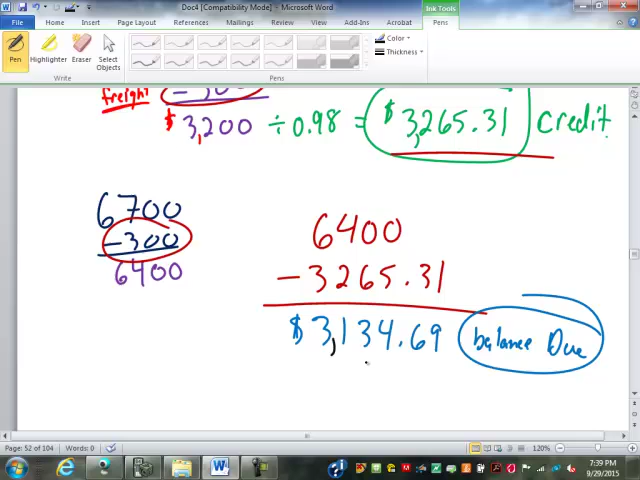 Doc4 [Compatibility Mode] - Microsoft Word
Ink Tools
File Home Insert Page Layout References Mailings Review View Add-Ins Acrobat Pens
Pen Highlighter Eraser Select Objects
Color
Thickness
Write Pens
freight - 300
$3,200 ÷ 0.98 = $3,265.31 credit
6700
-300
6400
6400
-3265.31
$3,134.69 balance Due
Page: 52 of 104 Words: 0 120%
7:39 PM
9/29/2015